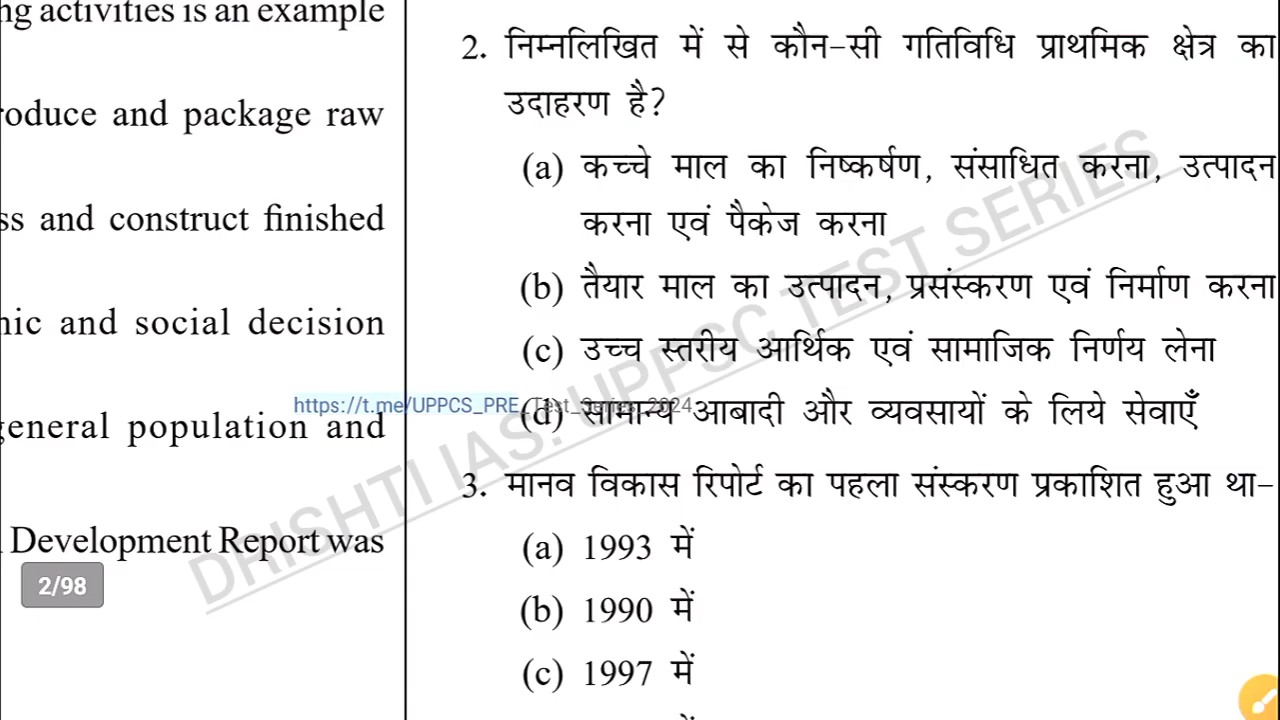 ng activities is an example
roduce and package raw
ss and construct finished
nic and social decision
general population and
Development Report was
2/98
2. निम्नलिखित में से कौन-सी गतिविधि प्राथमिक क्षेत्र का
उदाहरण है?
(a) कच्चे माल का निष्कर्षण, संसाधित करना, उत्पादन
करना एवं पैकेज करना
(b) तैयार माल का उत्पादन, प्रसंस्करण एवं निर्माण करना
(c) उच्च स्तरीय आर्थिक एवं सामाजिक निर्णय लेना
(d) सामान्य आबादी और व्यवसायों के लिये सेवाएँ
https://t.me/UPPCS_PRE_Test_Series_2024
3. मानव विकास रिपोर्ट का पहला संस्करण प्रकाशित हुआ था-
(a) 1993 में
(b) 1990 में
(c) 1997 में
DRISHTI IAS: UPPSC TEST SERIES